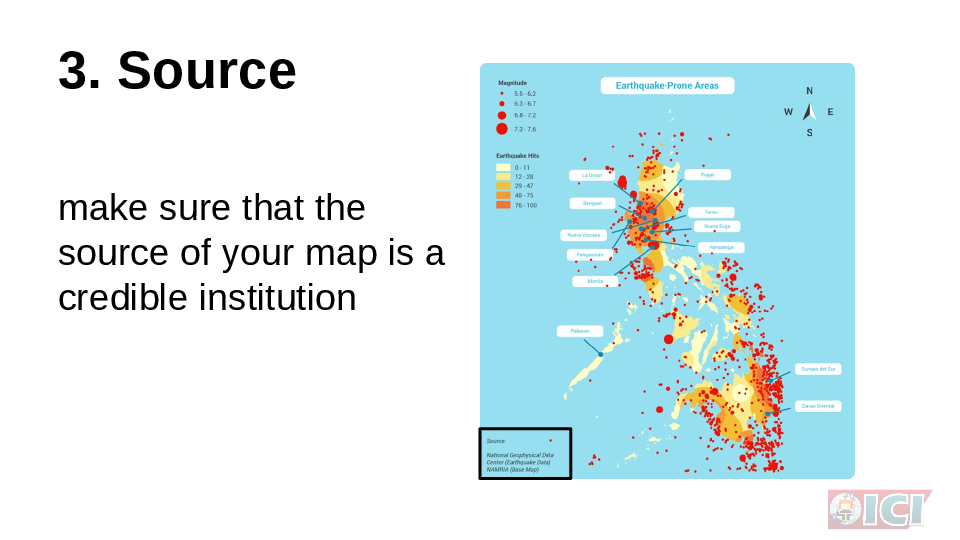 3. Source
make sure that the
source of your map is a
credible institution
Magnitude
5.5 - 6.2
6.3 - 6.7
6.8 - 7.2
7.3 - 7.6
Earthquake-Prone Areas
N
W E
S
Earthquake Hits
0 - 11
12 - 28
29 - 47
48 - 75
76 - 100
La Union
Ifugao
Benguet
Tarlac
Nueva Ecija
Nueva Vizcaya
Pampanga
Pangasinan
Manila
Palawan
Surigao del Sur
Davao Oriental
Source:
National Geophysical Data
Center (Earthquake Data)
NAMRIA (Base Map)
ICI